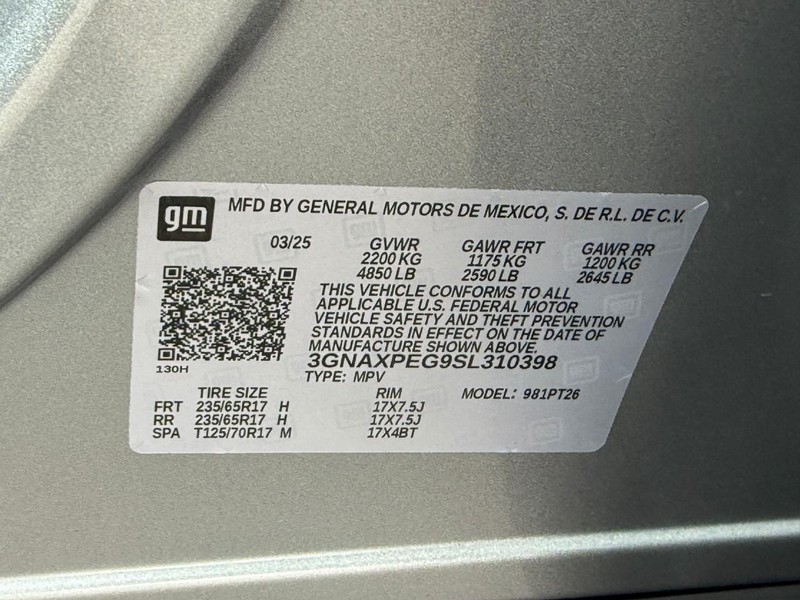 gm
MFD BY GENERAL MOTORS DE MEXICO, S. DE R.L. DE C.V.
03/25 GVWR GAWR FRT GAWR RR
2200 KG 1175 KG 1200 KG
4850 LB 2590 LB 2645 LB
THIS VEHICLE CONFORMS TO ALL
APPLICABLE U.S. FEDERAL MOTOR
VEHICLE SAFETY AND THEFT PREVENTION
STANDARDS IN EFFECT ON THE DATE OF
MANUFACTURE SHOWN ABOVE.
130H
3GNAXPEG9SL310398
TYPE: MPV
TIRE SIZE RIM MODEL: 981PT26
FRT 235/65R17 H 17X7.5J
RR 235/65R17 H 17X7.5J
SPA T125/70R17 M 17X4BT